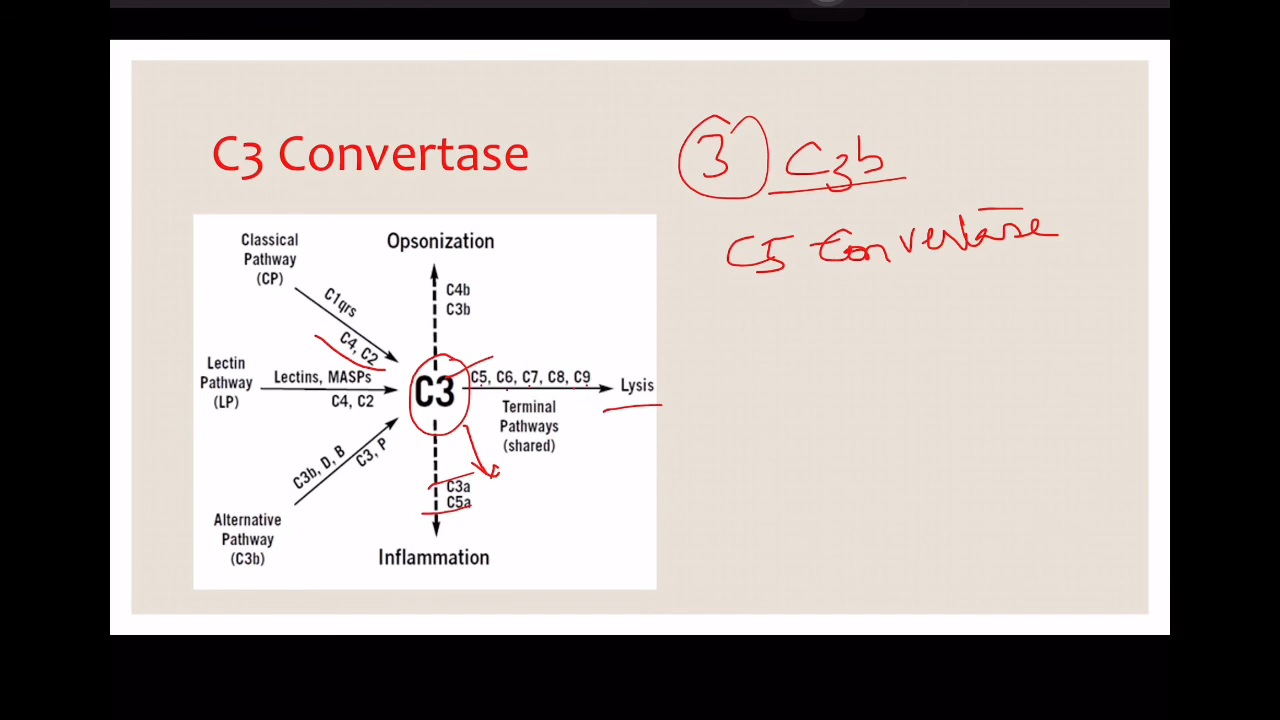 C3 Convertase
3 C3b
C5 Convertase
Classical
Pathway
(CP)
Opsonization
C1qrs
C4, C2
C4b
C3b
Lectin
Pathway
(LP)
Lectins, MASPs
C4, C2
C3
C5, C6, C7, C8, C9
Lysis
Terminal
Pathways
(shared)
C3b, D, B
C3, P
C3a
C5a
Alternative
Pathway
(C3b)
Inflammation